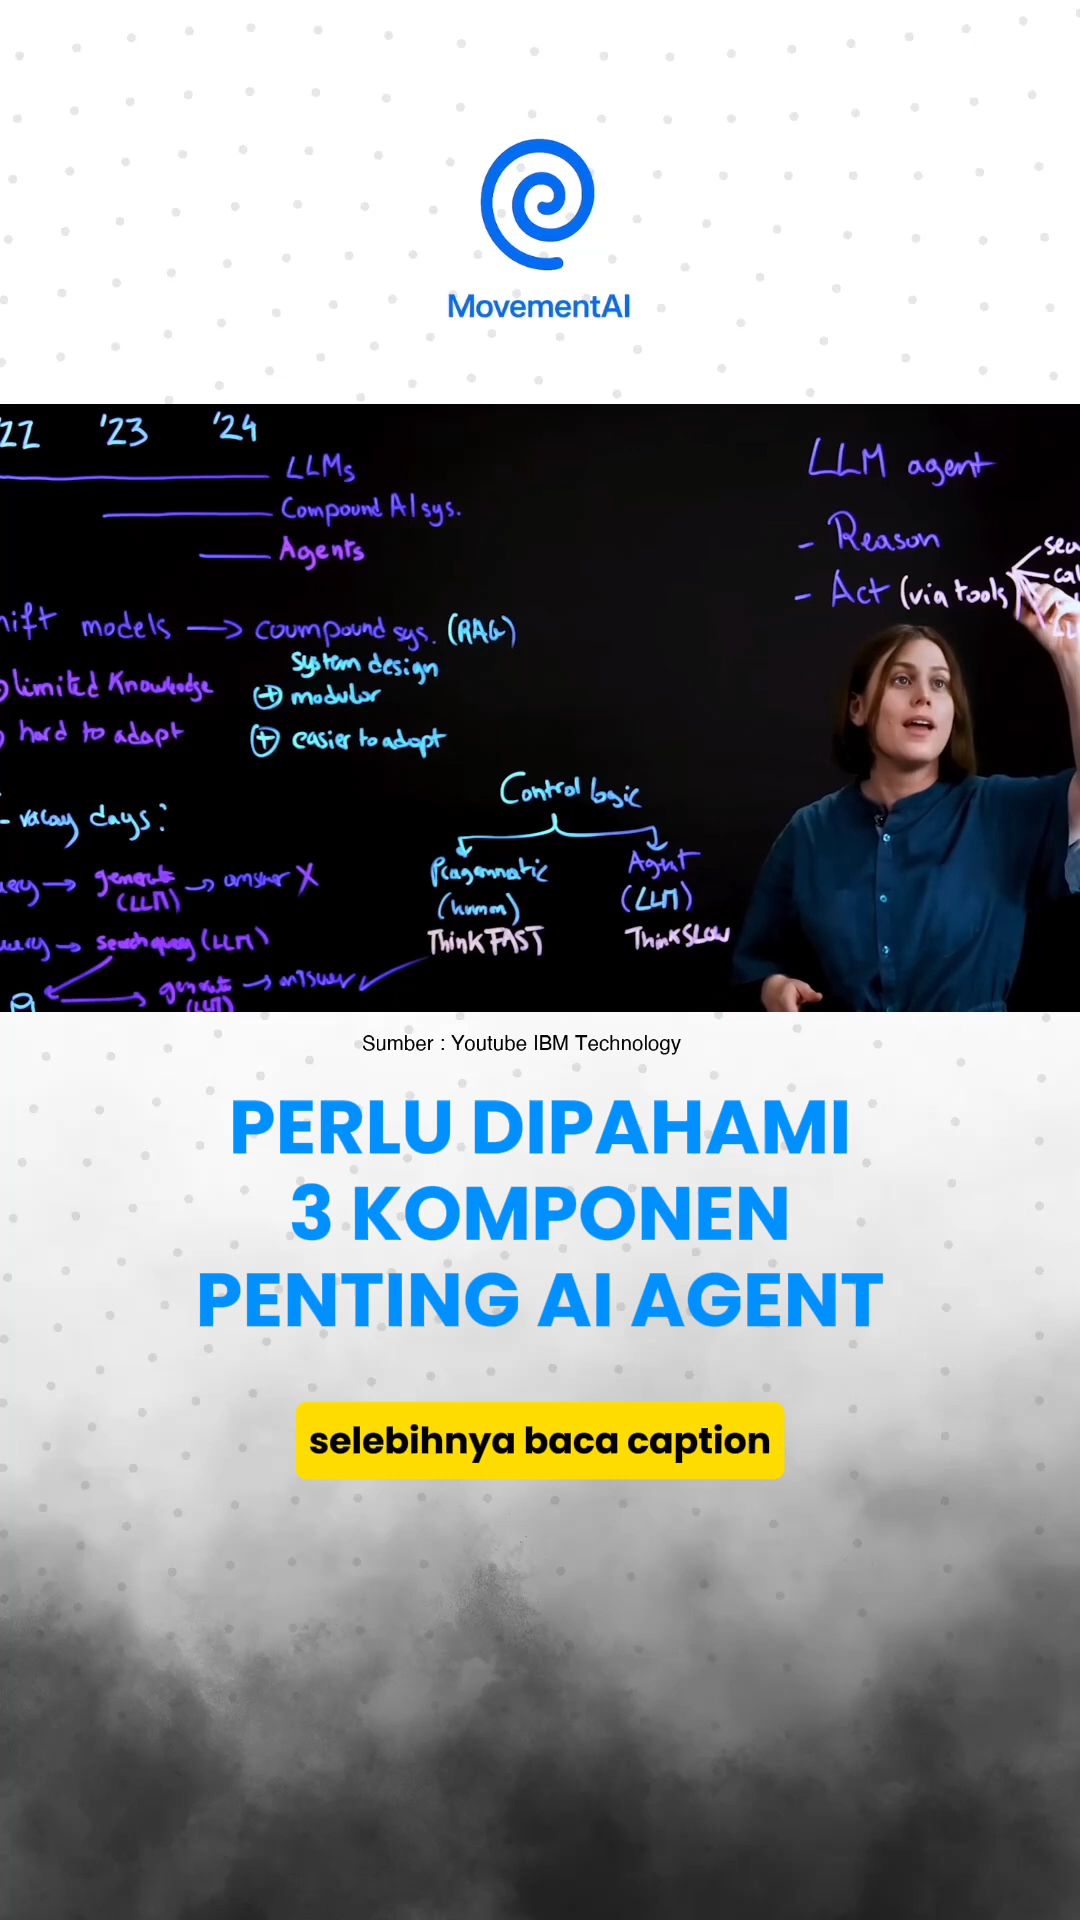 MovementAI
'22 '23 '24
LLMs
Compound AI sys.
Agents
models → coumpound sys. (RAG)
system design
limited Knowledge
⊕ modular
hard to adapt
⊕ easier to adapt
- vacay days?
generate → answer X
(LLM)
→ search query (LLM)
generate → answer ✓
(LLM)
Control logic
(human)
Think FAST
Agent
(LLM)
Think SLOW
LLM agent
- Reason
- Act (via tools)
Sumber : Youtube IBM Technology
PERLU DIPAHAMI
3 KOMPONEN
PENTING AI AGENT
selebihnya baca caption